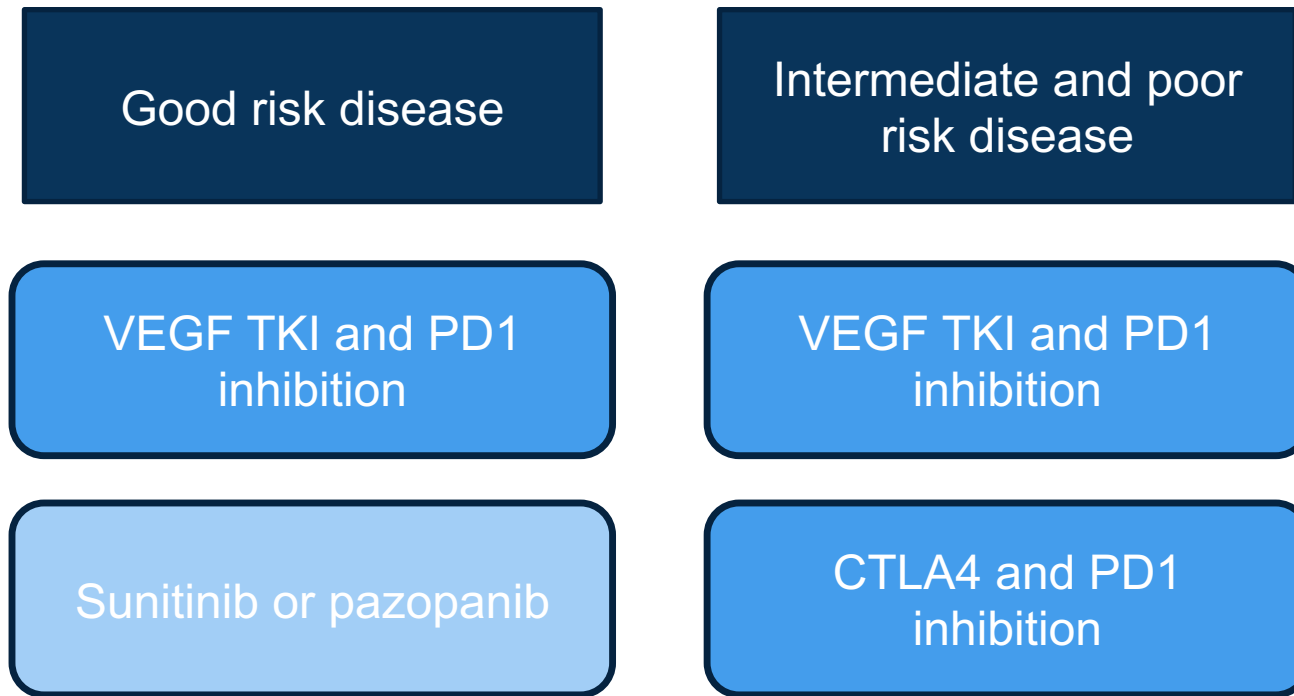 Good risk disease
Intermediate and poor
risk disease
VEGF TKI and PD1
inhibition
VEGF TKI and PD1
inhibition
Sunitinib or pazopanib
CTLA4 and PD1
inhibition